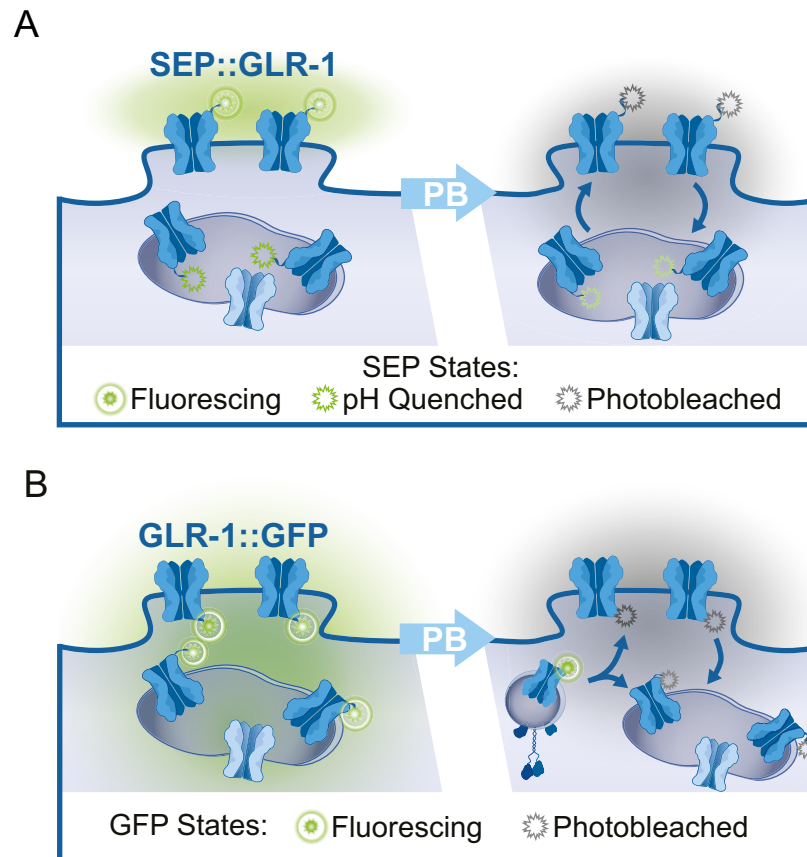 A
SEP::GLR-1
PB
SEP States:
Fluorescing pH Quenched Photobleached
B
GLR-1::GFP
PB
GFP States: Fluorescing Photobleached